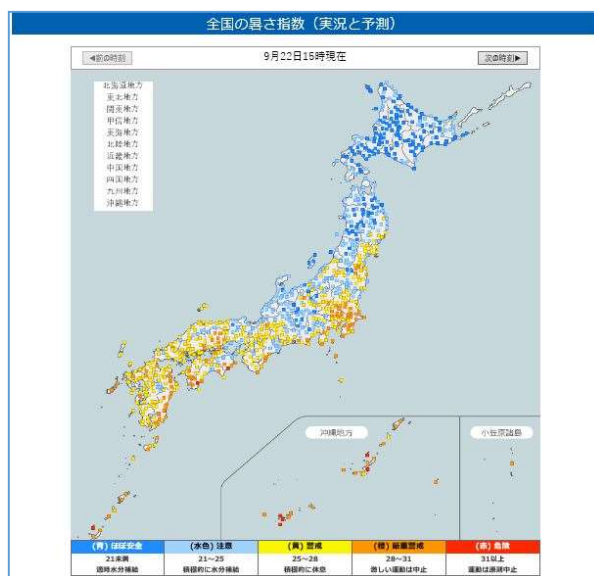 全国の暑さ指数（実況と予測）
◀前の時刻
9月22日15時現在
次の時刻▶
北海道地方
東北地方
関東地方
甲信地方
東海地方
北陸地方
近畿地方
中国地方
四国地方
九州地方
沖縄地方
沖縄地方
小笠原諸島
(青) ほぼ安全
(水色) 注意
(黄) 警戒
(橙) 厳重警戒
(赤) 危険
21未満
21～25
25～28
28～31
31以上
適時水分補給
積極的に水分補給
積極的に休息
激しい運動は中止
運動は原則中止